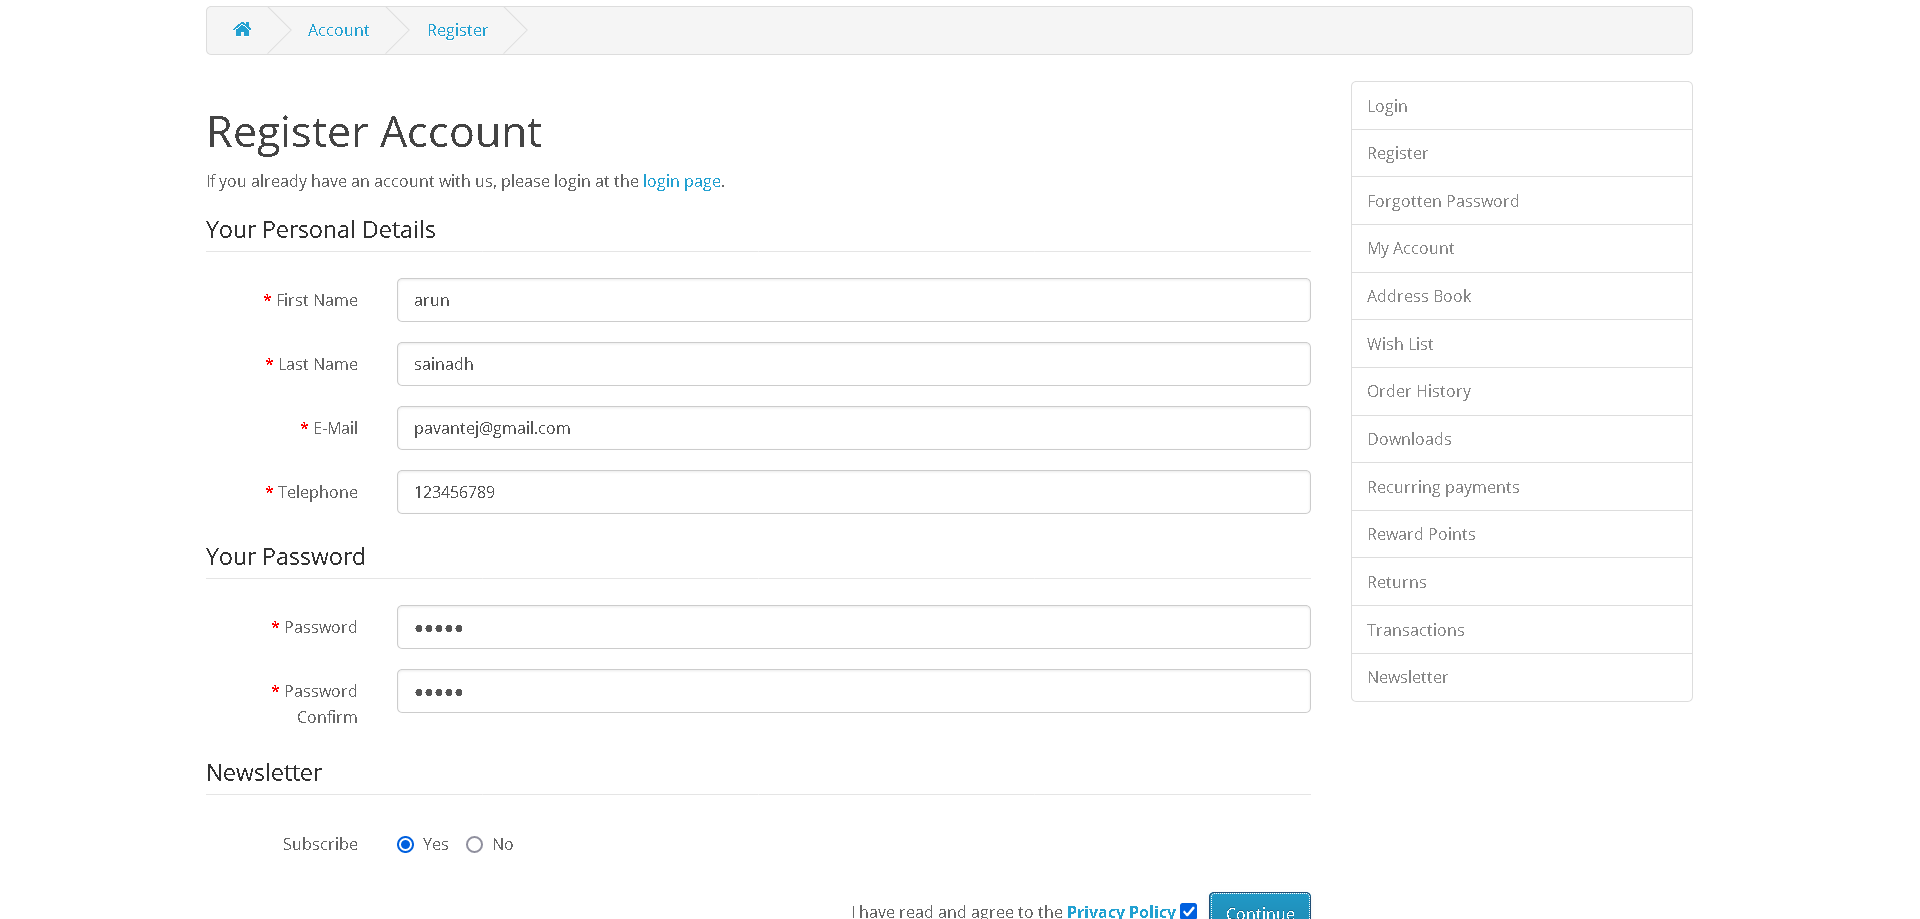 Account
Register
Register Account
If you already have an account with us, please login at the login page.
Your Personal Details
* First Name
arun
* Last Name
sainadh
* E-Mail
pavantej@gmail.com
* Telephone
123456789
Your Password
* Password
•••••
* Password
Confirm
•••••
Newsletter
Subscribe
Yes
No
I have read and agree to the Privacy Policy
Continue
Login
Register
Forgotten Password
My Account
Address Book
Wish List
Order History
Downloads
Recurring payments
Reward Points
Returns
Transactions
Newsletter